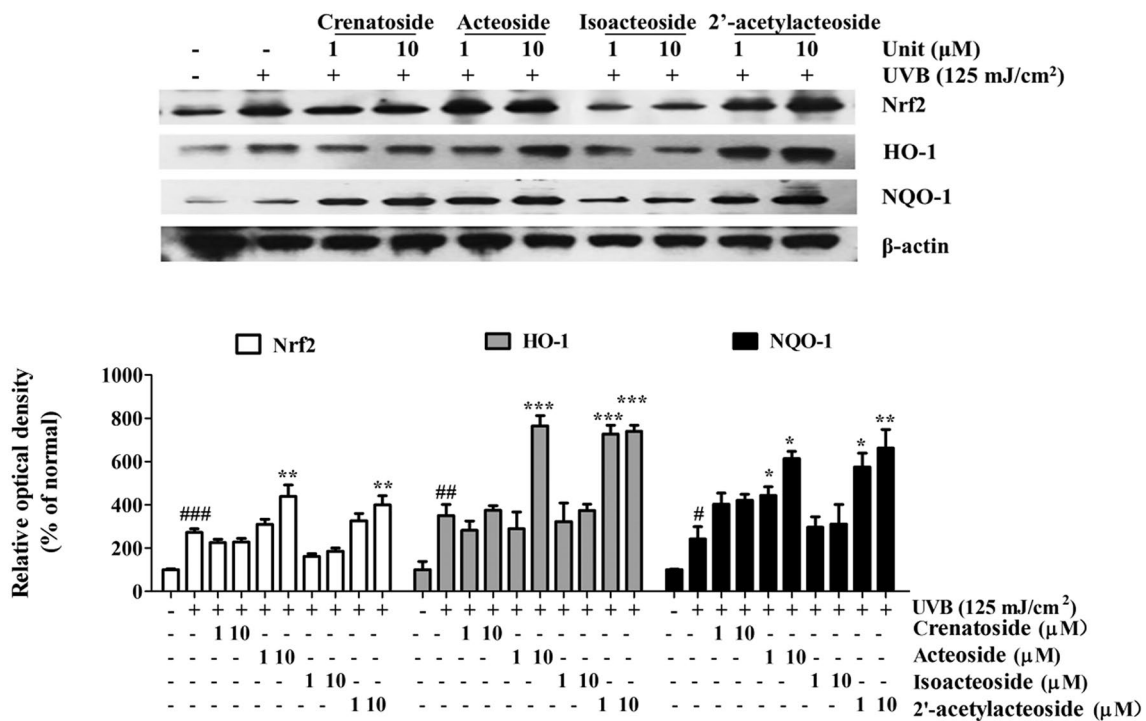 Crenatoside Acteoside Isoacteoside 2’-acetylacteoside
- - 1 10 1 10 1 10 1 10 Unit (μM)
- + + + + + + + + + UVB (125 mJ/cm²)
Nrf2
HO-1
NQO-1
β-actin
Nrf2 HO-1 NQO-1
Relative optical density
(% of normal)
1000
800
600
400
200
0
### ** **
## *** *** ***
# * * * **
- + + + + + + + + + - + + + + + + + + + - + + + + + + + + + UVB (125 mJ/cm²)
- - 1 10 - - - - - - - - 1 10 - - - - - - - - 1 10 - - - - - - Crenatoside (μM)
- - - - 1 10 - - - - - - - - 1 10 - - - - - - - - 1 10 - - - - Acteoside (μM)
- - - - - - 1 10 - - - - - - - - 1 10 - - - - - - - - 1 10 - - Isoacteoside (μM)
- - - - - - - - 1 10 - - - - - - - - 1 10 - - - - - - - - 1 10 2'-acetylacteoside (μM)